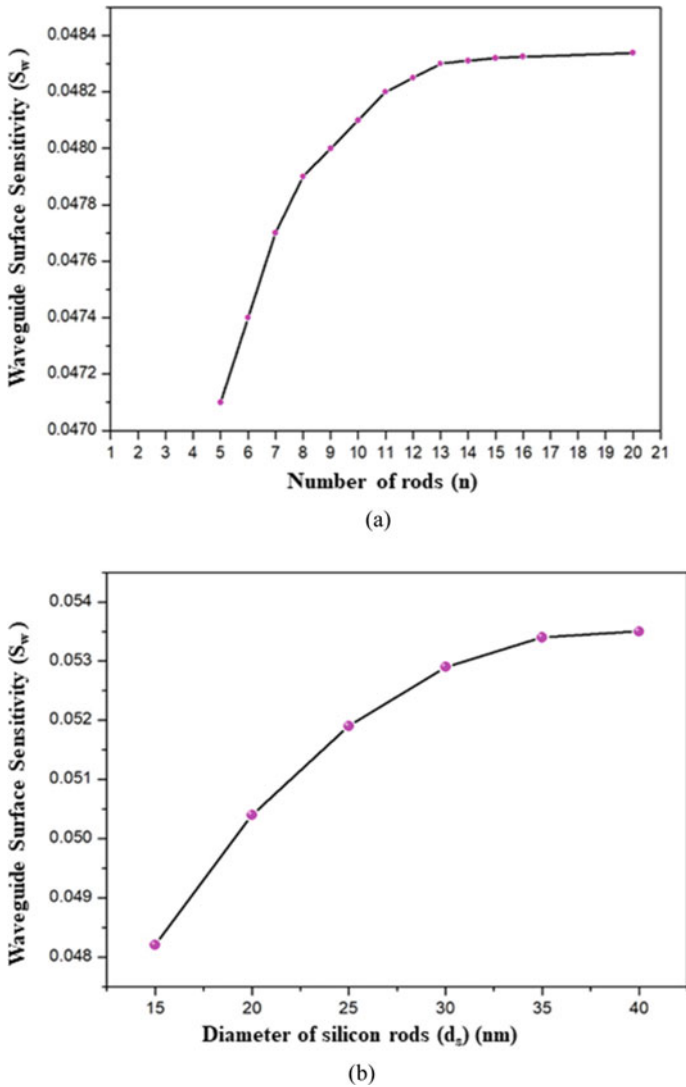 0.0484
0.0482
0.0480
0.0478
0.0476
0.0474
0.0472
0.0470
Waveguide Surface Sensitivity (Sw)
1 2 3 4 5 6 7 8 9 10 11 12 13 14 15 16 17 18 19 20 21
Number of rods (n)
(a)
0.054
0.053
0.052
0.051
0.050
0.049
0.048
Waveguide Surface Sensitivity (Sw)
15 20 25 30 35 40
Diameter of silicon rods (ds) (nm)
(b)